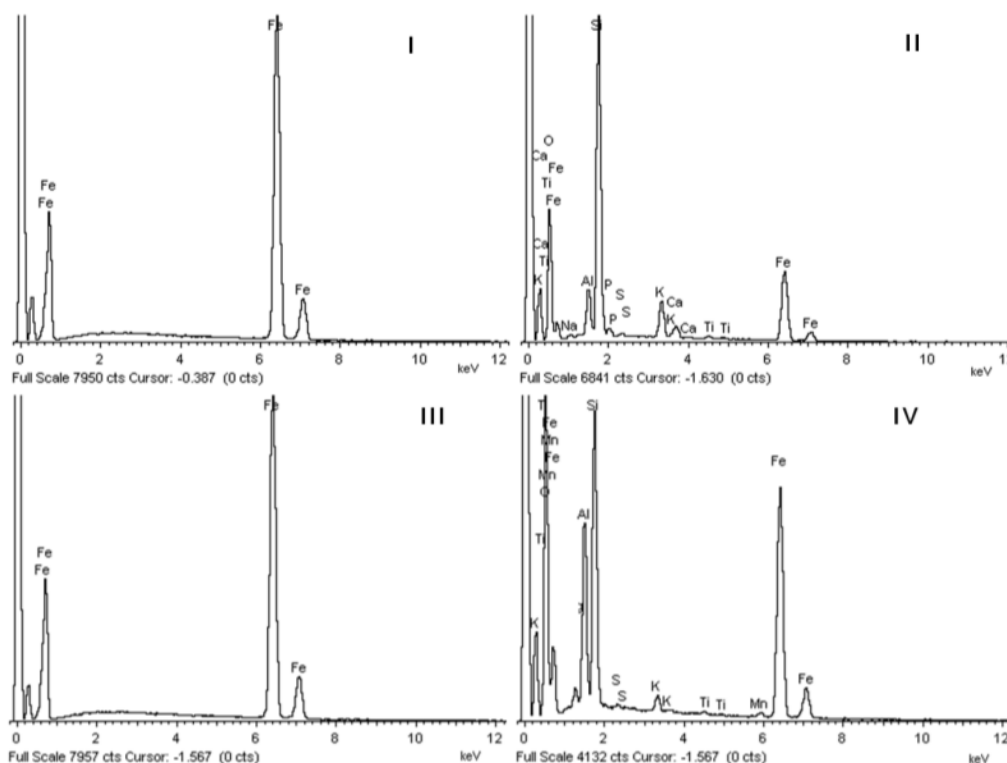 Fe
I
Fe
Fe
Fe
0 2 4 6 8 10 12
keV
Full Scale 7950 cts Cursor: -0.387 (0 cts)
Si
II
O
Ca
Fe
Ti
Fe
Ca
Ti
K
Na
Al
P
P
S
S
K
Ca
K
Ca
Ti
Ti
Fe
Fe
0 2 4 6 8 10 1
keV
Full Scale 6841 cts Cursor: -1.630 (0 cts)
Fe
III
Fe
Fe
Fe
0 2 4 6 8 10 12
keV
Full Scale 7957 cts Cursor: -1.567 (0 cts)
Si
IV
Fe
Mn
Fe
Mn
O
Ti
K
Al
S
S
K
K
Ti
Ti
Mn
Fe
Fe
0 2 4 6 8 10 12
keV
Full Scale 4132 cts Cursor: -1.567 (0 cts)